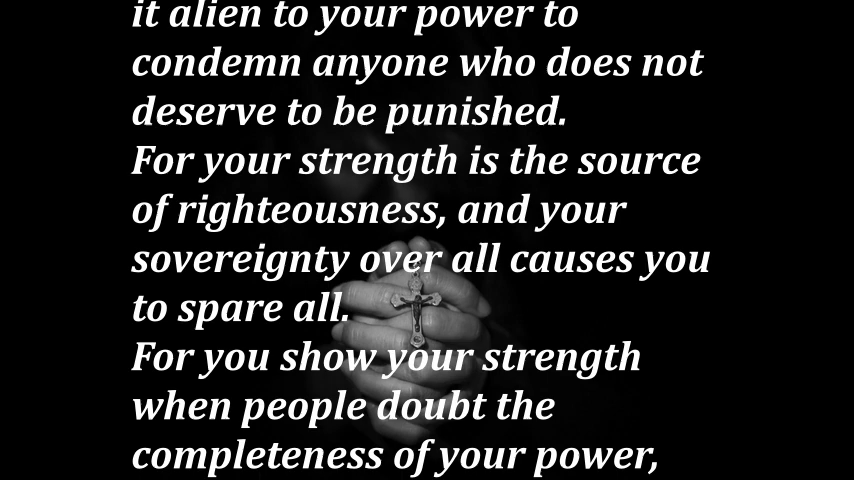 it alien to your power to
condemn anyone who does not
deserve to be punished.
For your strength is the source
of righteousness, and your
sovereignty over all causes you
to spare all.
For you show your strength
when people doubt the
completeness of your power,